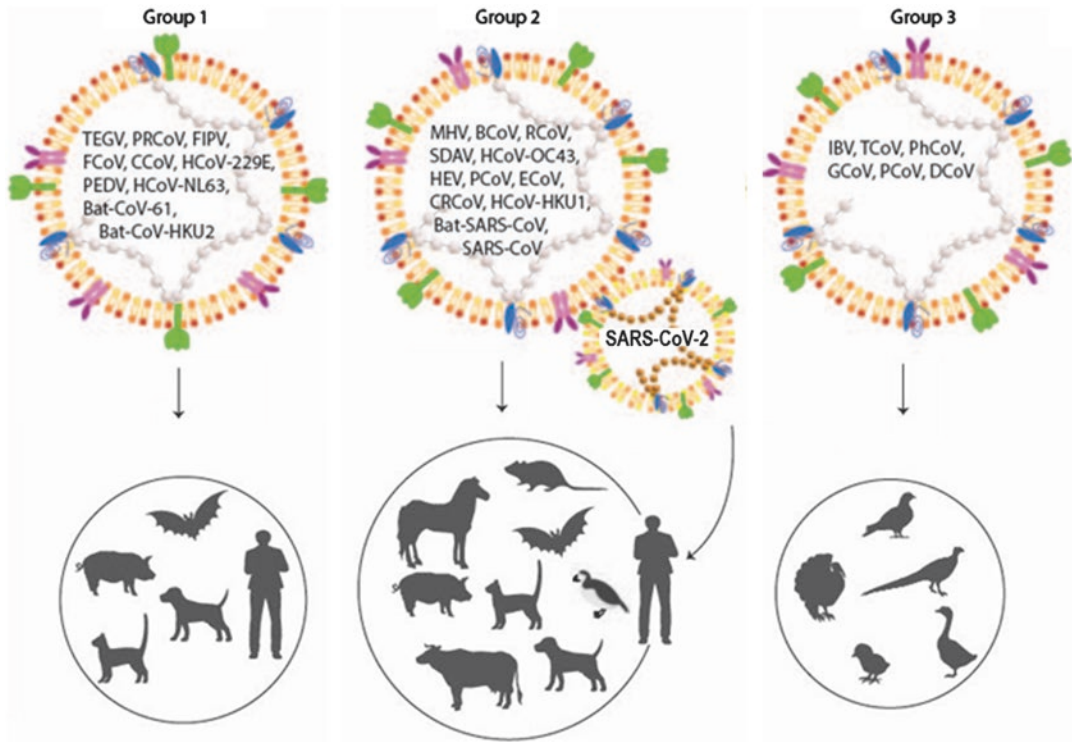 Group 1
TEGV, PRCoV, FIPV,
FCoV, CCoV, HCoV-229E,
PEDV, HCoV-NL63,
Bat-CoV-61,
Bat-CoV-HKU2
Group 2
MHV, BCoV, RCoV,
SDAV, HCoV-OC43,
HEV, PCoV, ECoV,
CRCoV, HCoV-HKU1,
Bat-SARS-CoV,
SARS-CoV
SARS-CoV-2
Group 3
IBV, TCoV, PhCoV,
GCoV, PCoV, DCoV